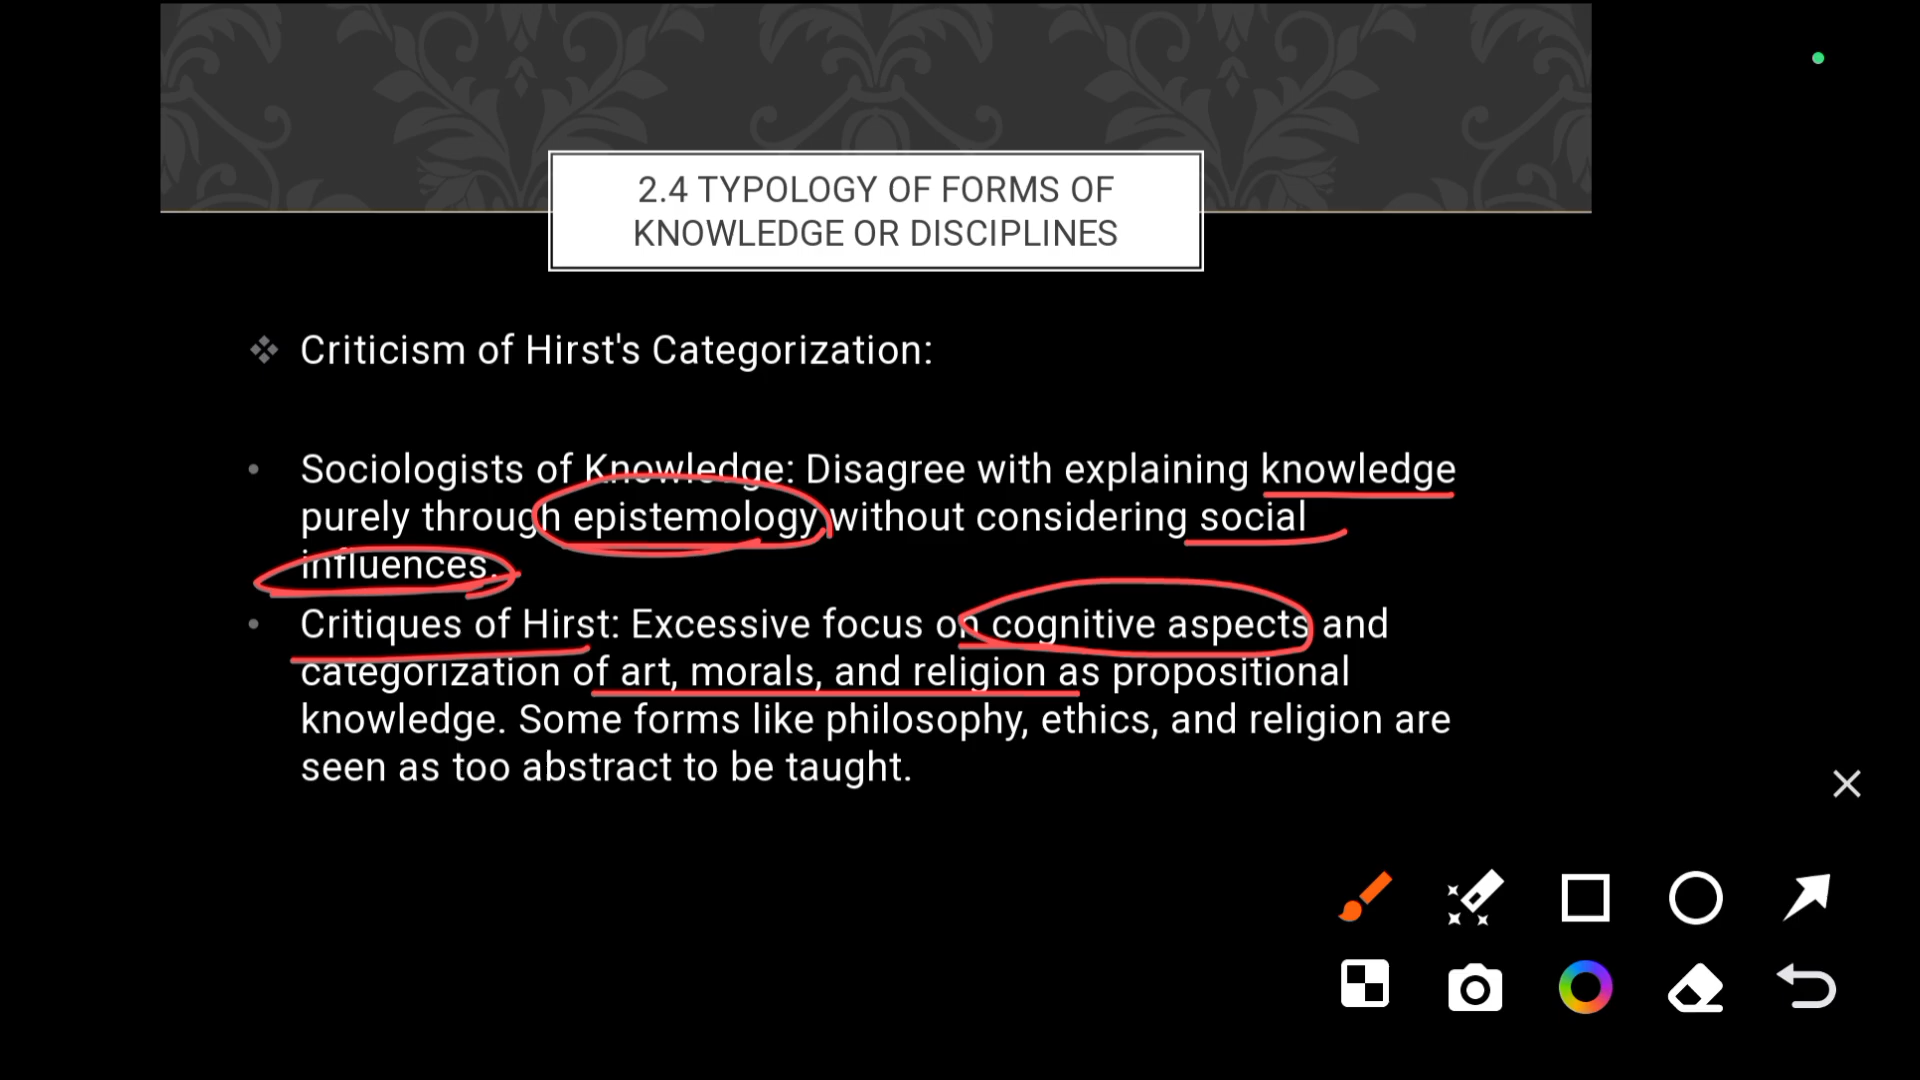 2.4 TYPOLOGY OF FORMS OF
KNOWLEDGE OR DISCIPLINES
Criticism of Hirst's Categorization:
Sociologists of Knowledge: Disagree with explaining knowledge
purely through epistemology without considering social
influences.
Critiques of Hirst: Excessive focus on cognitive aspects and
categorization of art, morals, and religion as propositional
knowledge. Some forms like philosophy, ethics, and religion are
seen as too abstract to be taught.